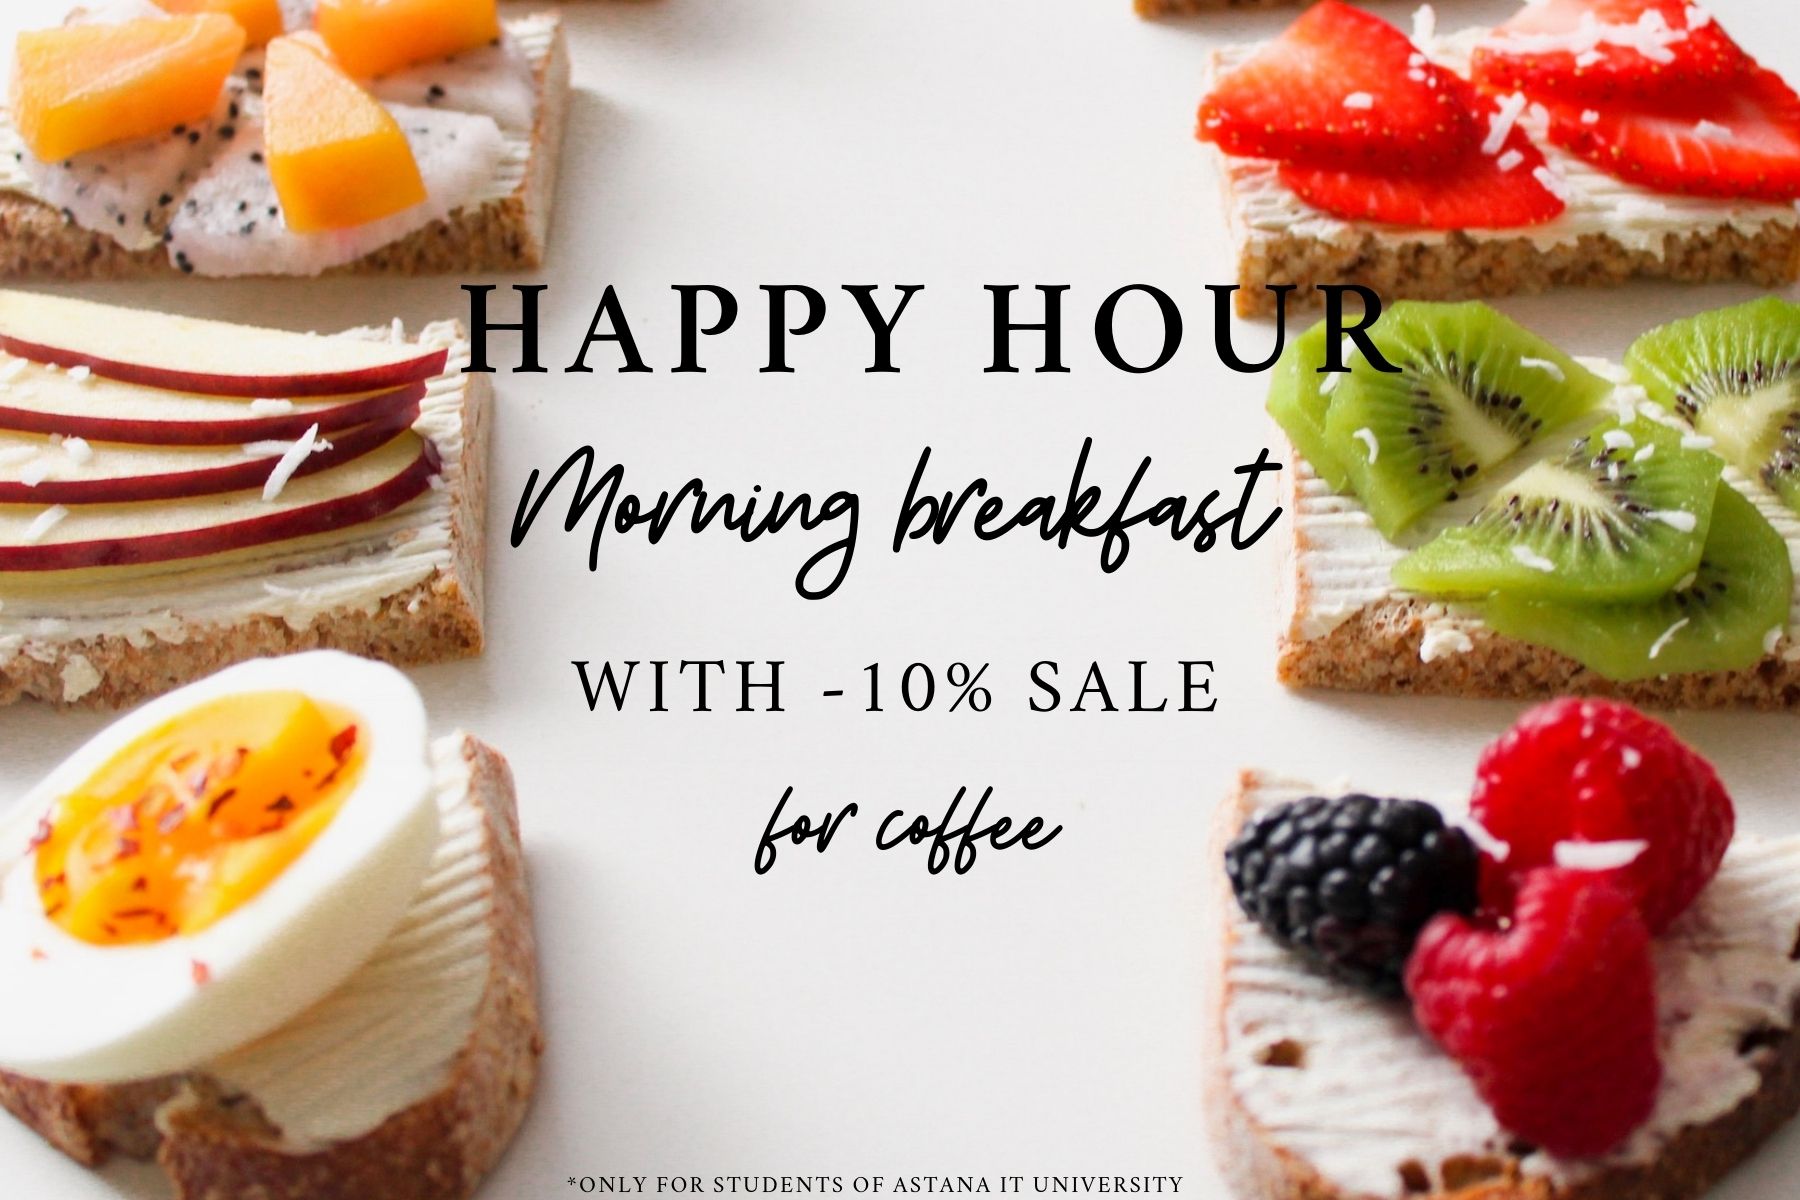 HAPPY HOUR
Morning breakfast
WITH -10% SALE
for coffee
*ONLY FOR STUDENTS OF ASTANA IT UNIVERSITY